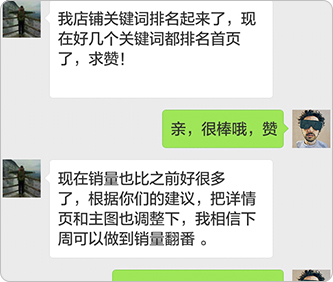 我店铺关键词排名起来了，现
在好几个关键词都排名首页
了，求赞！
亲，很棒哦，赞
现在销量也比之前好很多
了，根据你们的建议，把详情
页和主图也调整下，我相信下
周可以做到销量翻番 。